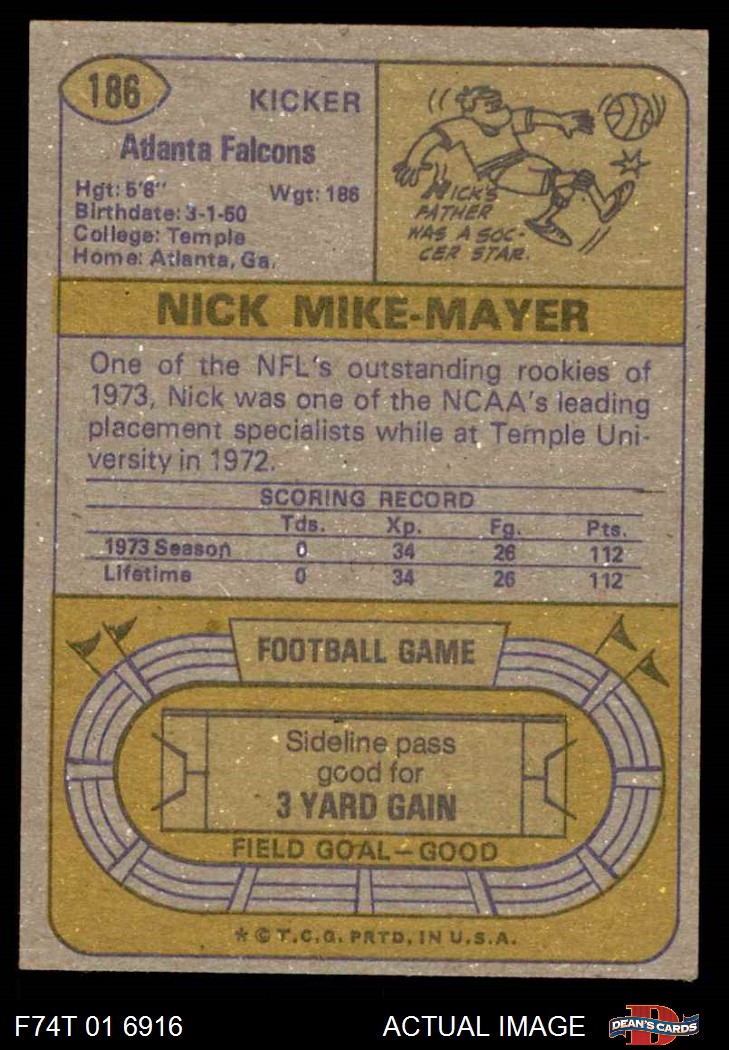 186
KICKER
Atlanta Falcons
Hgt: 5'8" Wgt: 186
Birthdate: 3-1-50
College: Temple
Home: Atlanta, Ga.
NICK'S
FATHER
WAS A SOC-
CER STAR.
NICK MIKE-MAYER
One of the NFL's outstanding rookies of
1973, Nick was one of the NCAA's leading
placement specialists while at Temple Uni-
versity in 1972.
SCORING RECORD
Tds. Xp. Fg. Pts.
1973 Season 0 34 26 112
Lifetime 0 34 26 112
FOOTBALL GAME
Sideline pass
good for
3 YARD GAIN
FIELD GOAL—GOOD
* © T.C.G. PRTD. IN U.S.A.
F74T 01 6916 ACTUAL IMAGE D DEAN'S CARDS